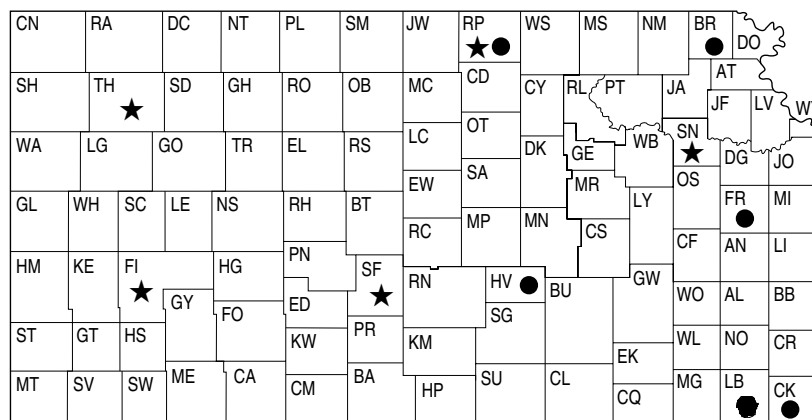 CN RA DC NT PL SM JW RP WS MS NM BR DO
SH TH SD GH RO OB MC CD CY RL PT JA AT
JF LV W
WA LG GO TR EL RS LC OT DK GE WB SN DG JO
EW SA MR OS
GL WH SC LE NS RH BT RC MP MN CS LY FR MI
HM KE FI HG PN SF RN HV BU GW CF AN LI
GY ED SG WO AL BB
ST GT HS FO KW PR KM EK WL NO CR
MT SV SW ME CA CM BA HP SU CL CQ MG LB CK